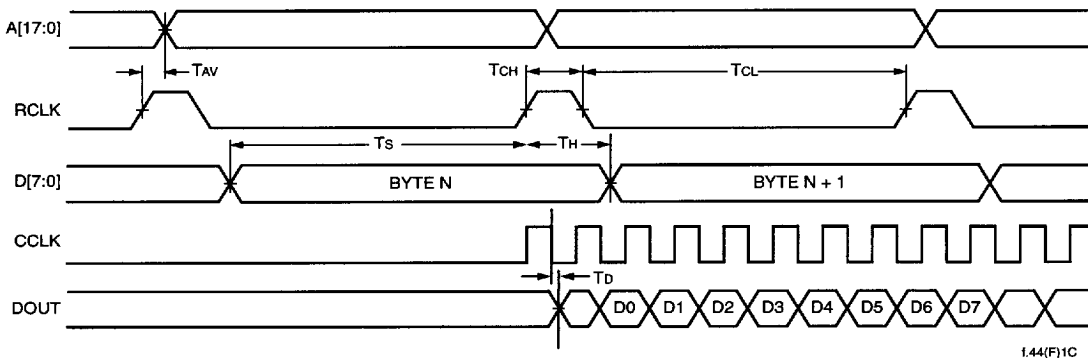 A[17:0]
TAV
TCH
TCL
RCLK
TS
TH
D[7:0]
BYTE N
BYTE N + 1
CCLK
TD
DOUT
D0 D1 D2 D3 D4 D5 D6 D7
f.44(F)1C